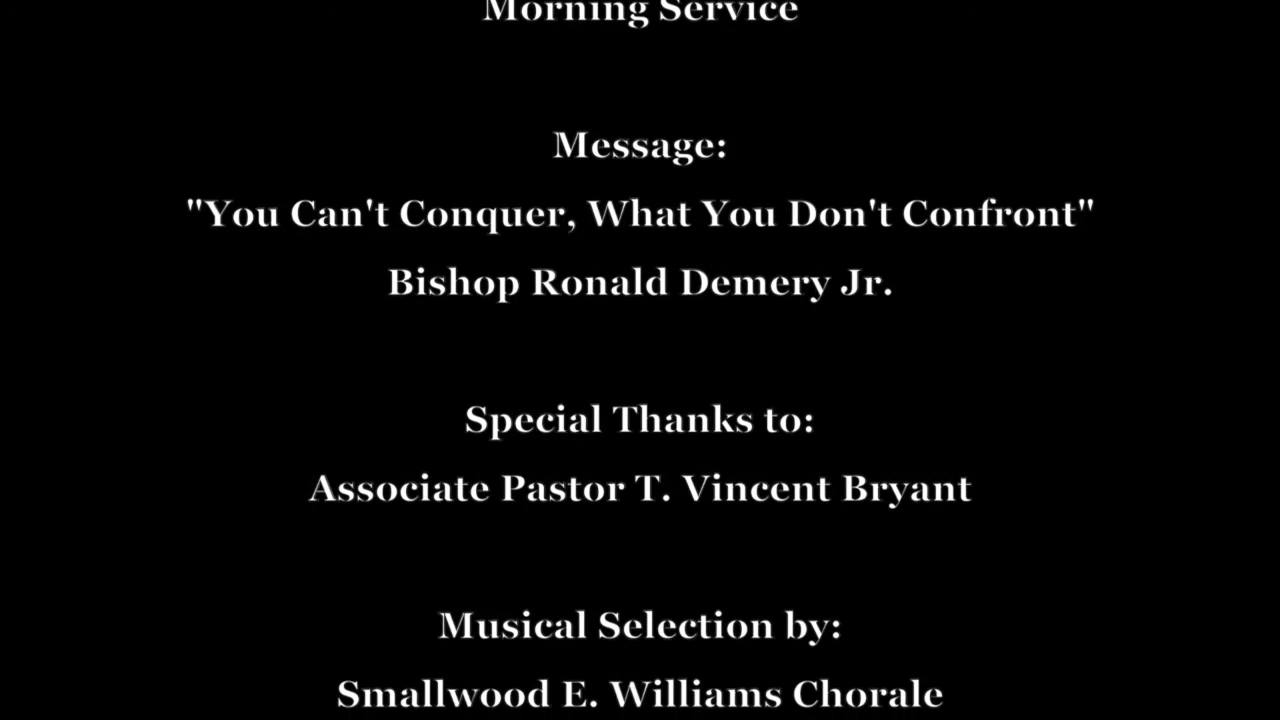 Morning Service
Message:
"You Can't Conquer, What You Don't Confront"
Bishop Ronald Demery Jr.
Special Thanks to:
Associate Pastor T. Vincent Bryant
Musical Selection by:
Smallwood E. Williams Chorale